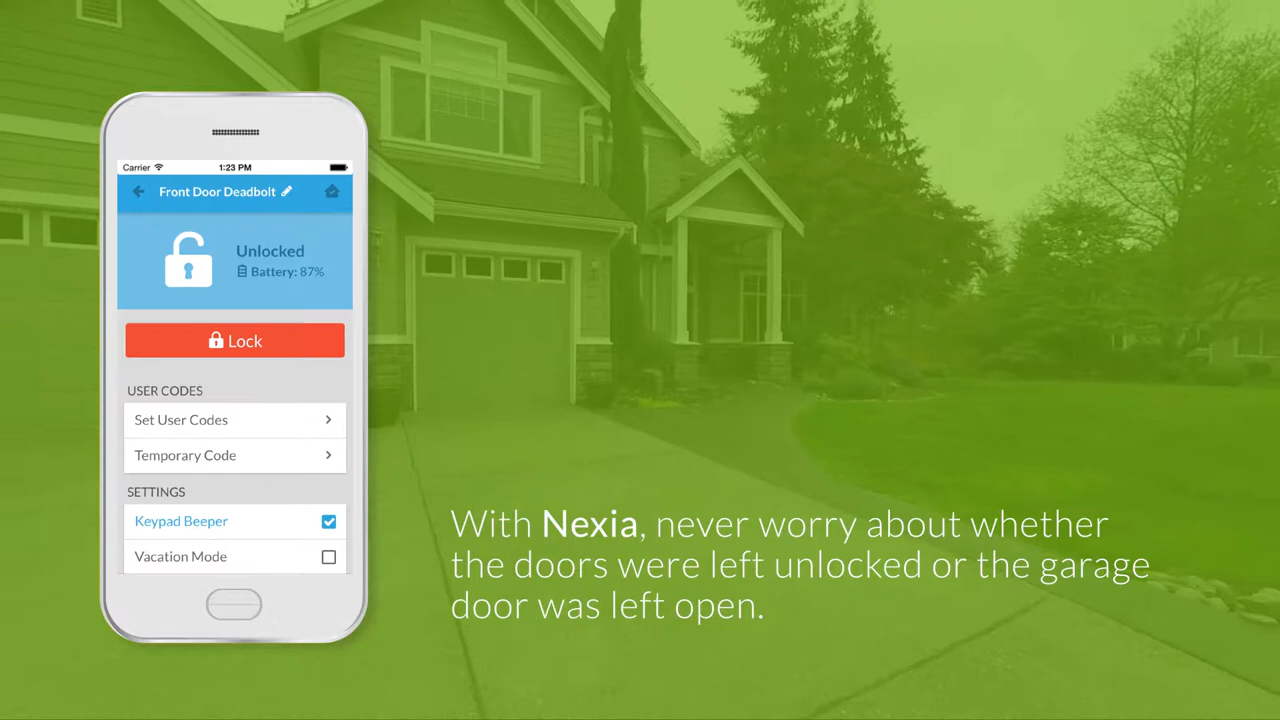 Carrier 1:23 PM
Front Door Deadbolt
Unlocked
Battery: 87%
Lock
USER CODES
Set User Codes
Temporary Code
SETTINGS
Keypad Beeper
Vacation Mode
With Nexia, never worry about whether
the doors were left unlocked or the garage
door was left open.